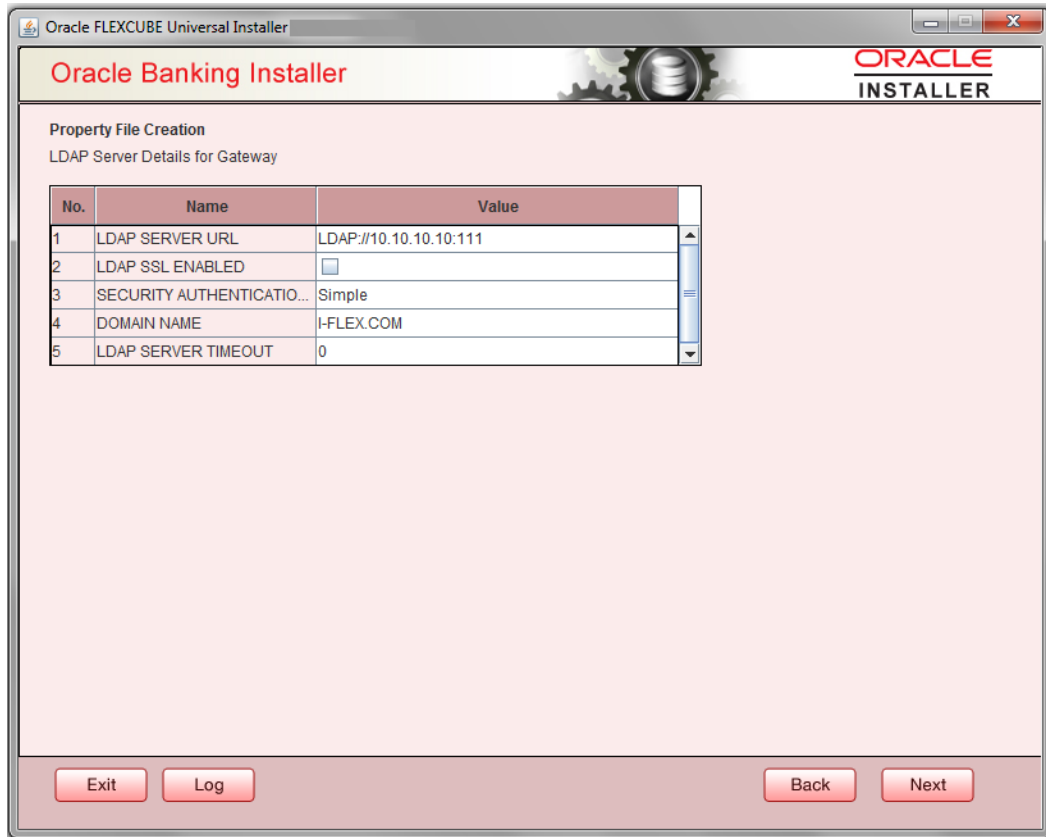 Oracle FLEXCUBE Universal Installer
Oracle Banking Installer
ORACLE
INSTALLER
Property File Creation
LDAP Server Details for Gateway
No. Name Value
1 LDAP SERVER URL LDAP://10.10.10.10:111
2 LDAP SSL ENABLED
3 SECURITY AUTHENTICATIO... Simple
4 DOMAIN NAME I-FLEX.COM
5 LDAP SERVER TIMEOUT 0
Exit Log Back Next